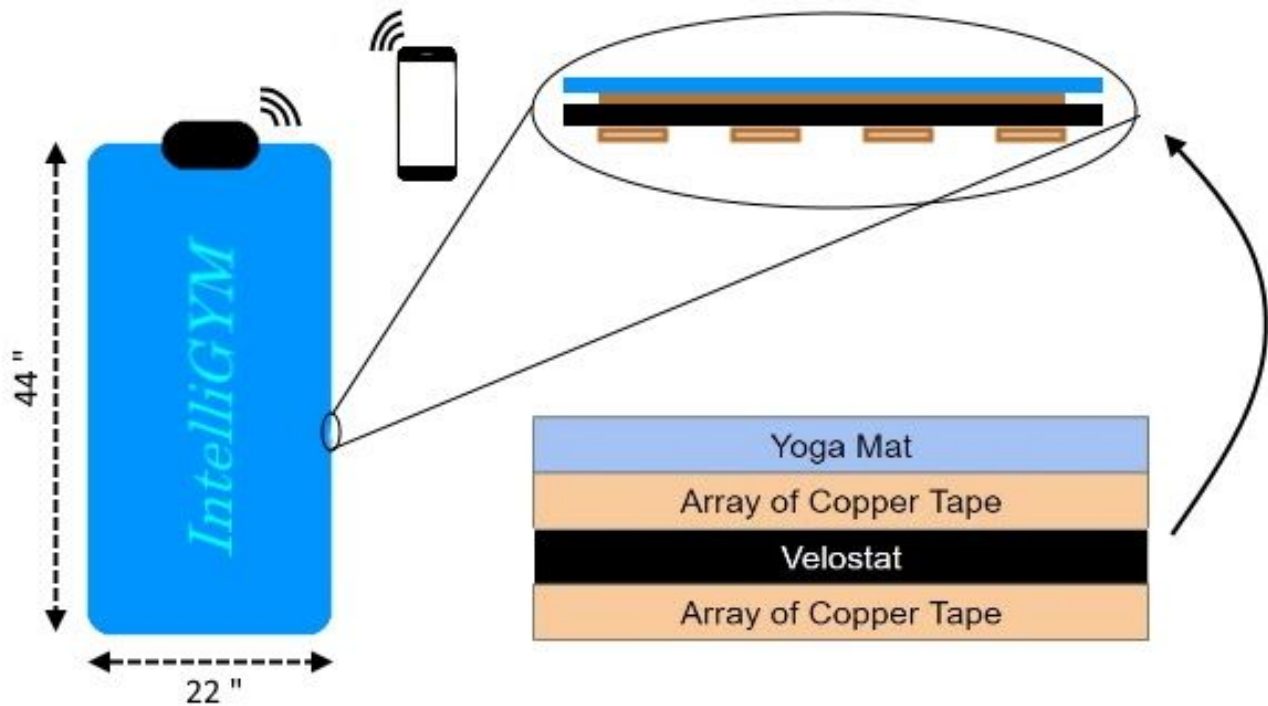 IntelliGYM
44 "
22 "
Yoga Mat
Array of Copper Tape
Velostat
Array of Copper Tape